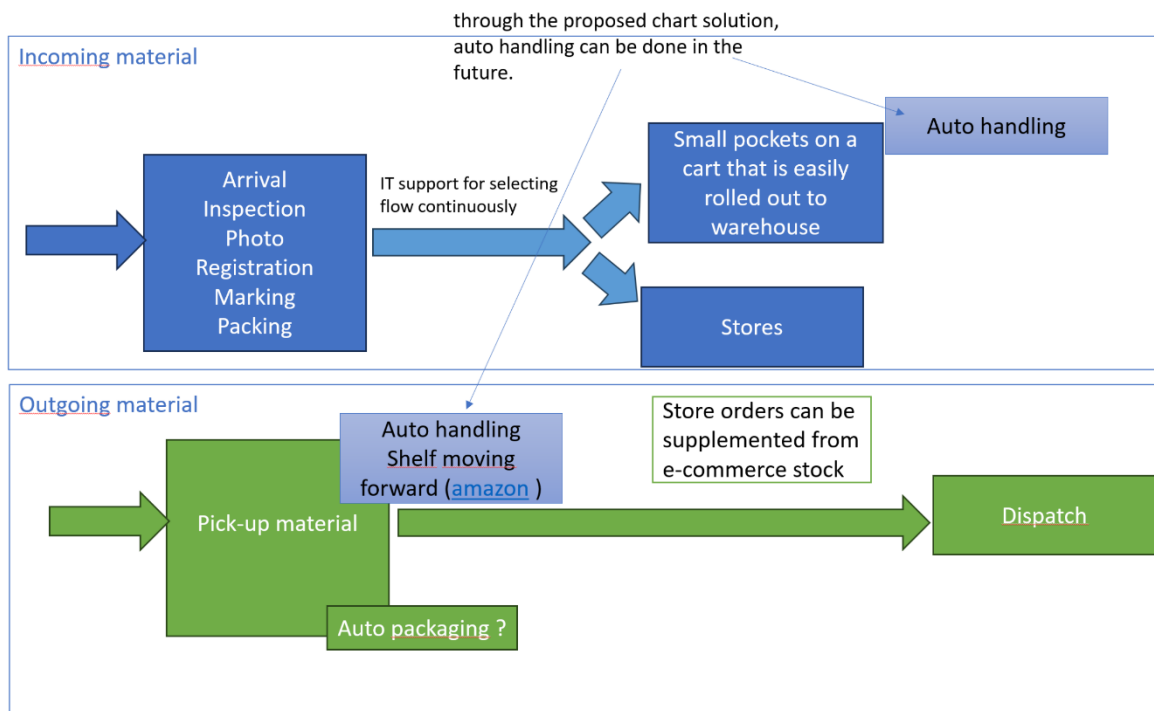 through the proposed chart solution,
auto handling can be done in the
future.
Incoming material
Arrival
Inspection
Photo
Registration
Marking
Packing
IT support for selecting
flow continuously
Small pockets on a
cart that is easily
rolled out to
warehouse
Auto handling
Stores
Outgoing material
Pick-up material
Auto handling
Shelf moving
forward (amazon )
Auto packaging ?
Store orders can be
supplemented from
e-commerce stock
Dispatch